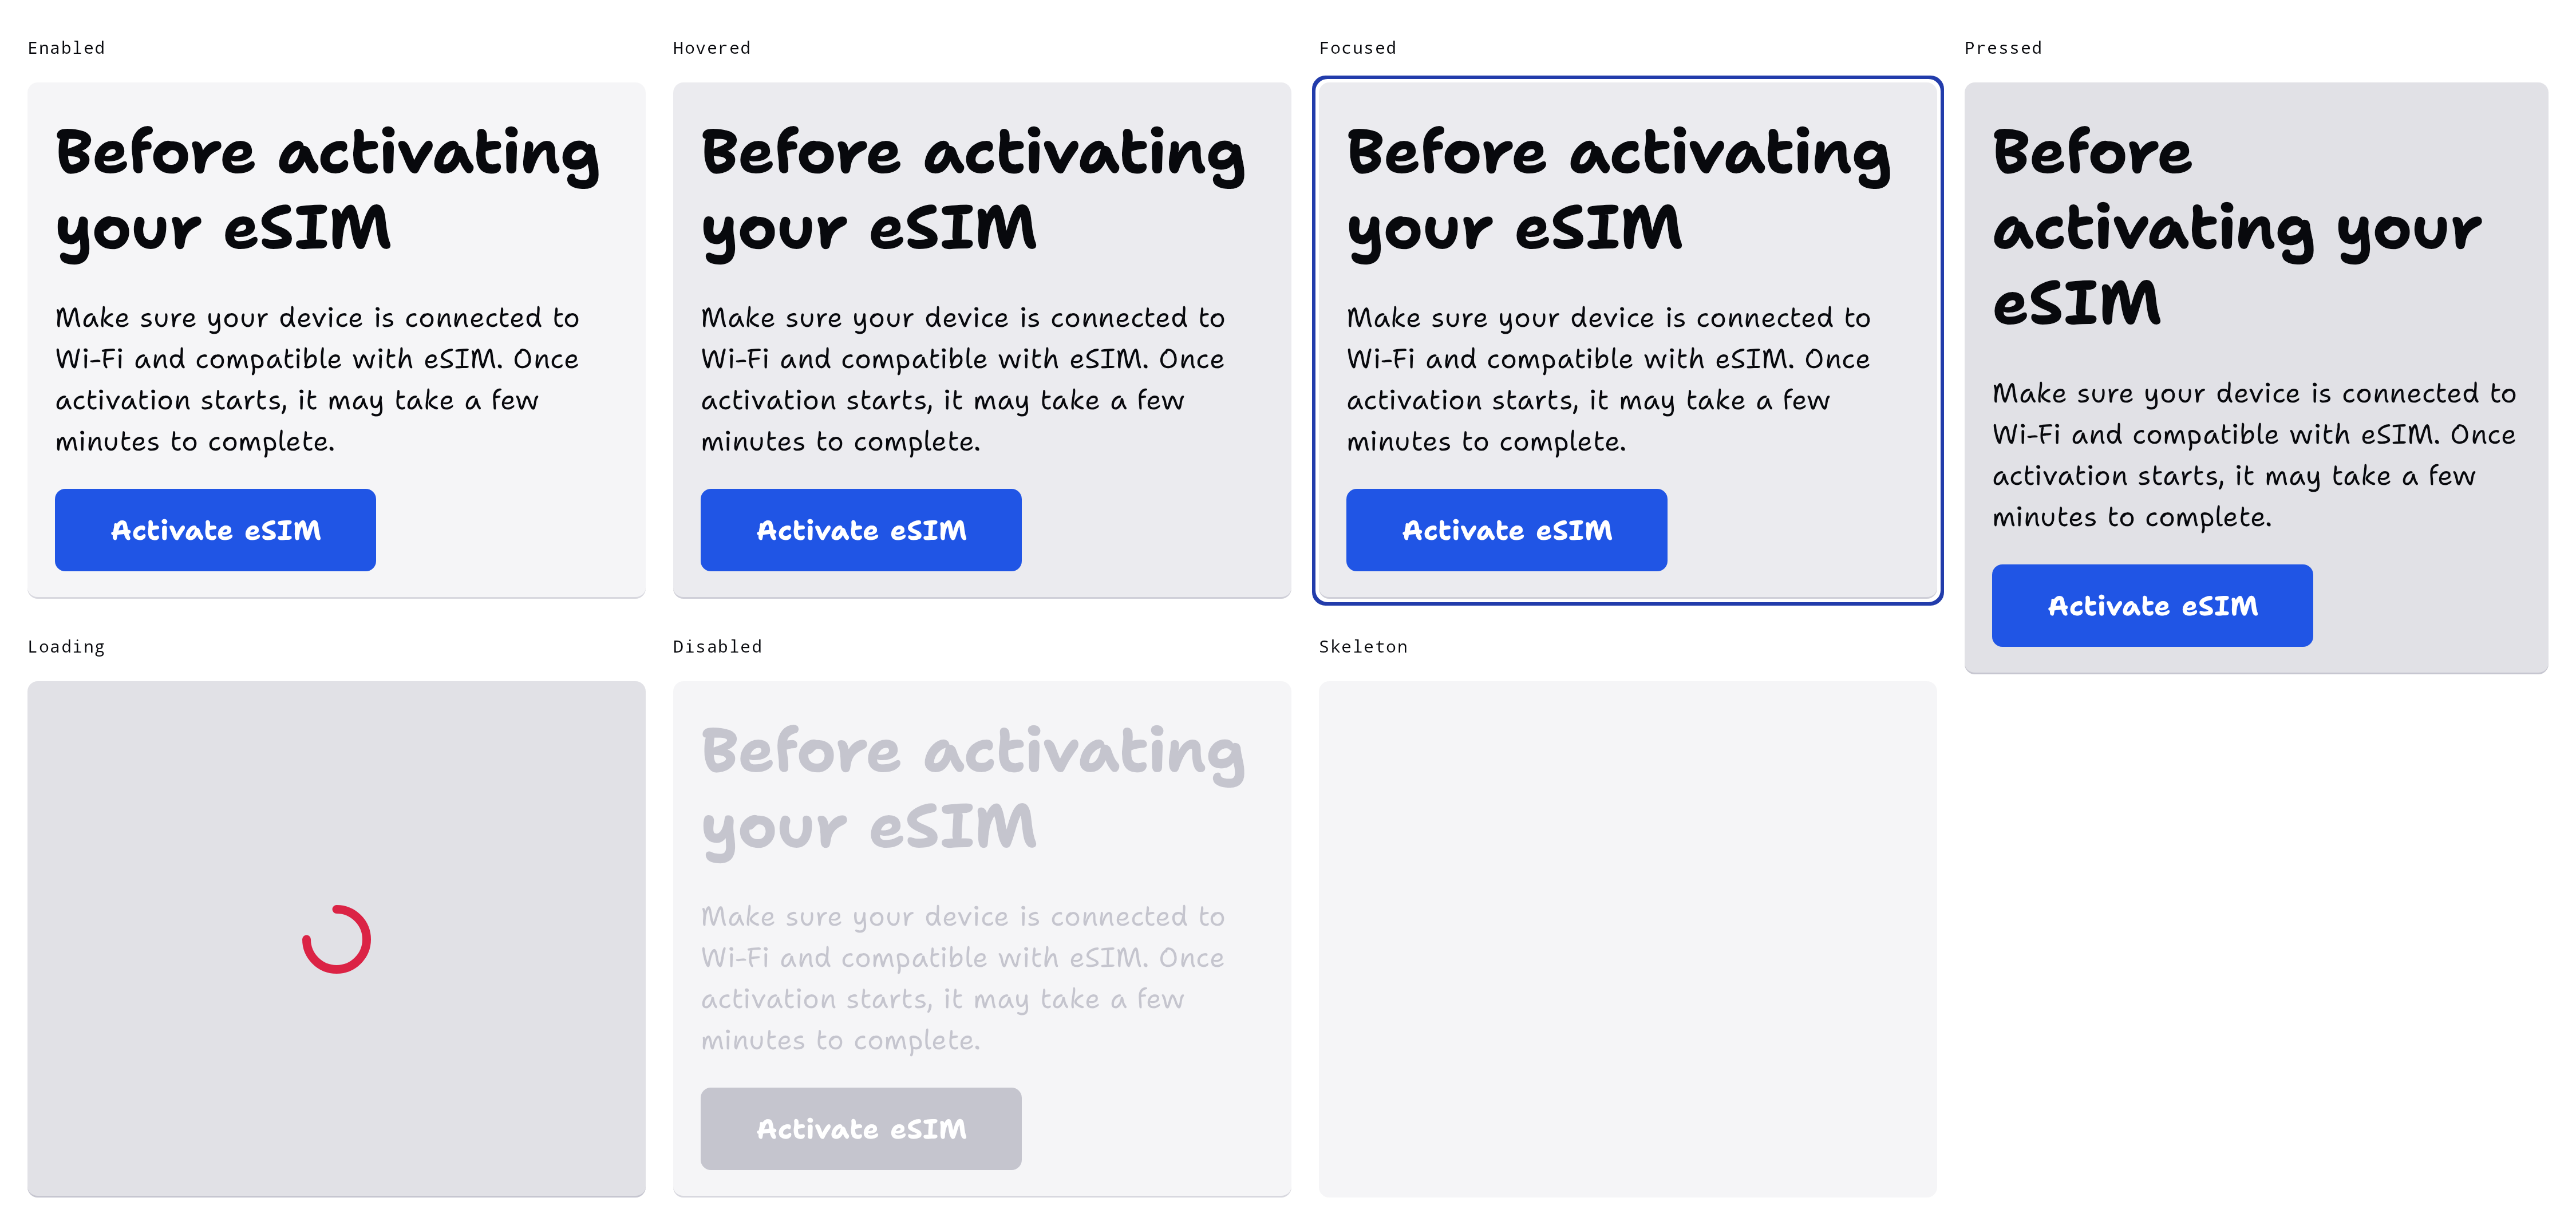 Enabled
Before activating
your eSIM
Make sure your device is connected to
Wi-Fi and compatible with eSIM. Once
activation starts, it may take a few
minutes to complete.
Activate eSIM
Hovered
Before activating
your eSIM
Make sure your device is connected to
Wi-Fi and compatible with eSIM. Once
activation starts, it may take a few
minutes to complete.
Activate eSIM
Focused
Before activating
your eSIM
Make sure your device is connected to
Wi-Fi and compatible with eSIM. Once
activation starts, it may take a few
minutes to complete.
Activate eSIM
Pressed
Before
activating your
eSIM
Make sure your device is connected to
Wi-Fi and compatible with eSIM. Once
activation starts, it may take a few
minutes to complete.
Activate eSIM
Loading
Disabled
Before activating
your eSIM
Make sure your device is connected to
Wi-Fi and compatible with eSIM. Once
activation starts, it may take a few
minutes to complete.
Activate eSIM
Skeleton